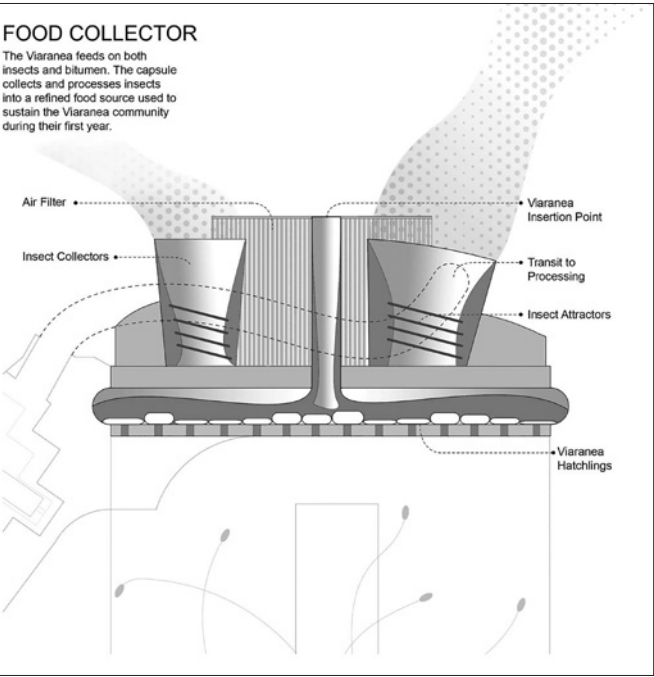 FOOD COLLECTOR
The Viaranea feeds on both
insects and bitumen. The capsule
collects and processes insects
into a refined food source used to
sustain the Viaranea community
during their first year.
Air Filter
Insect Collectors
Viaranea
Insertion Point
Transit to
Processing
Insect Attractors
Viaranea
Hatchlings